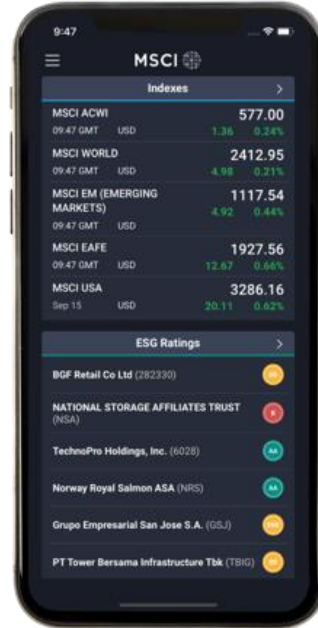 9:47
MSCI
Indexes >
MSCI ACWI 577.00
09:47 GMT USD 1.36 0.24%
MSCI WORLD 2412.95
09:47 GMT USD 4.98 0.21%
MSCI EM (EMERGING 1117.54
MARKETS) 4.92 0.44%
09:47 GMT USD
MSCI EAFE 1927.56
09:47 GMT USD 12.67 0.66%
MSCI USA 3286.16
Sep 15 USD 20.11 0.62%
ESG Ratings >
BGF Retail Co Ltd (282330)
NATIONAL STORAGE AFFILIATES TRUST
(NSA)
TechnoPro Holdings, Inc. (6028) AA
Norway Royal Salmon ASA (NRS) AA
Grupo Empresarial San Jose S.A. (GSJ)
PT Tower Bersama Infrastructure Tbk (TBIG)